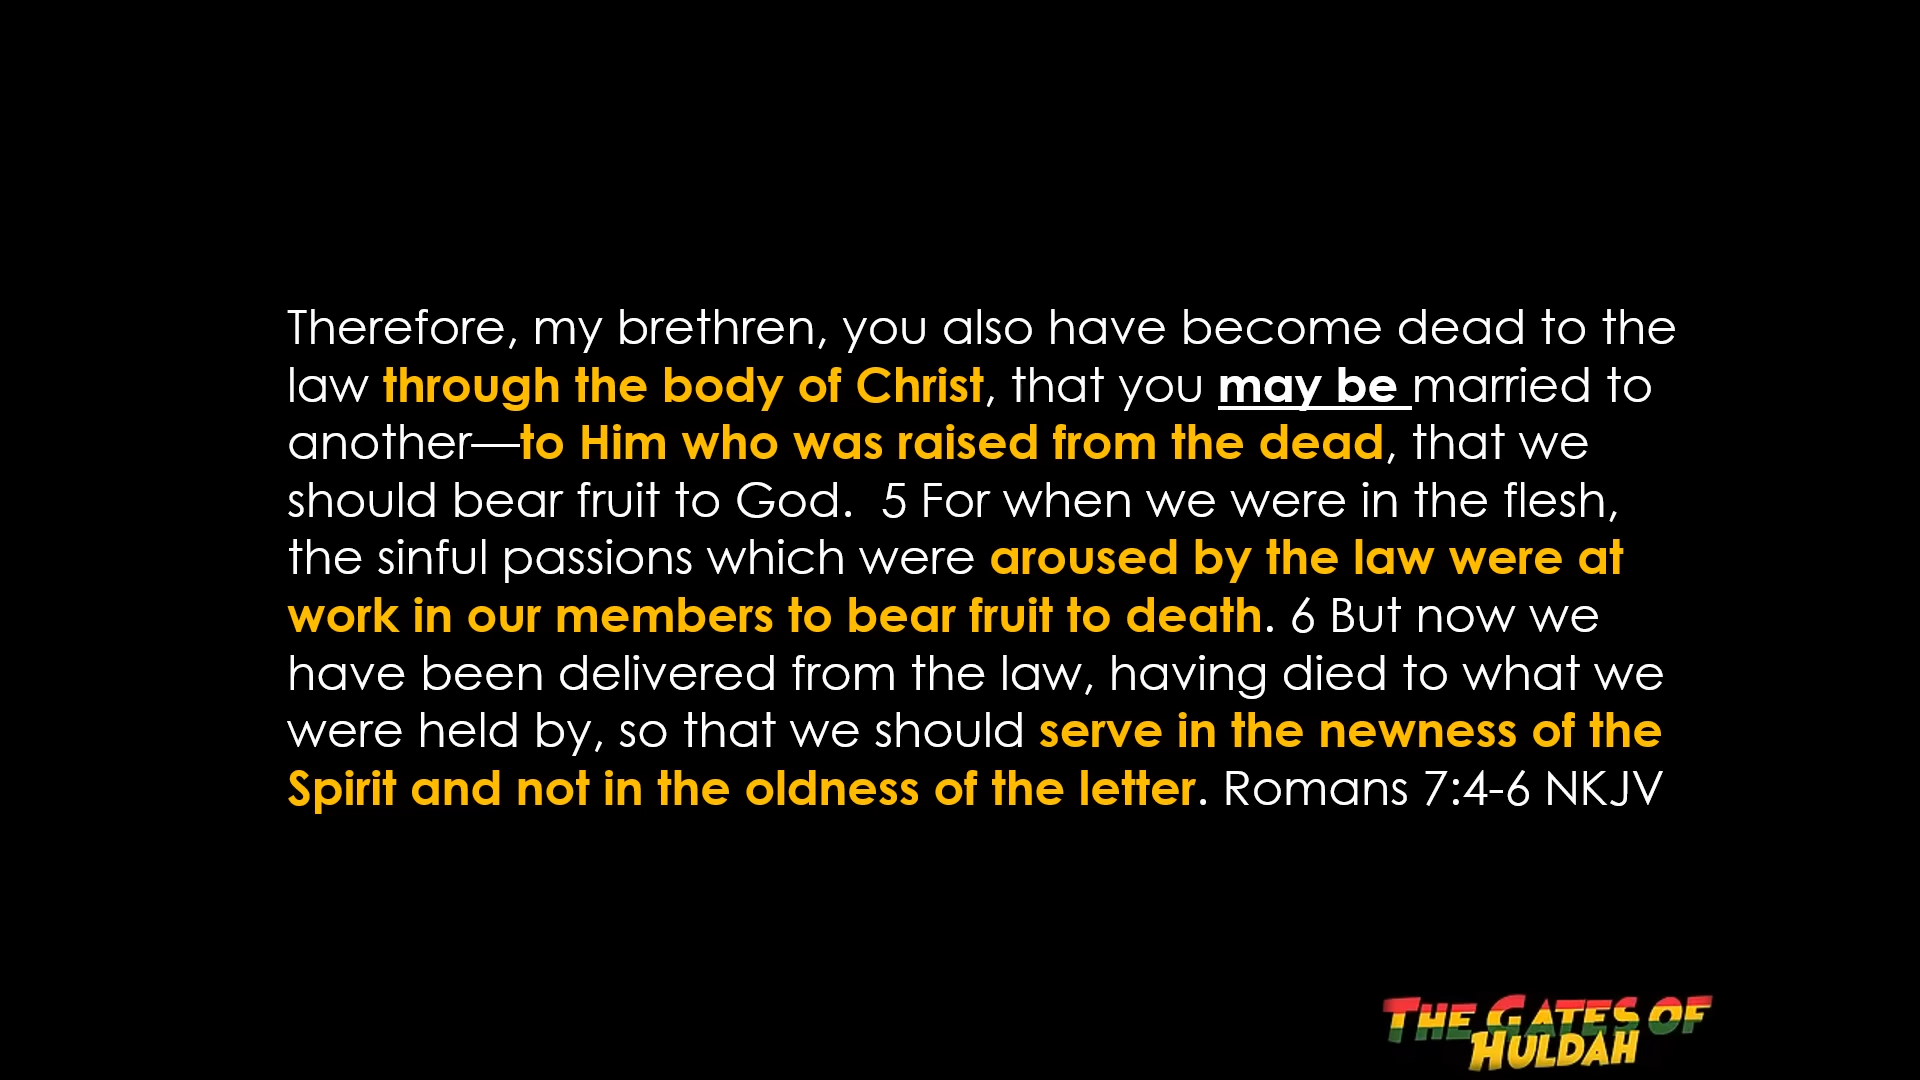 Therefore, my brethren, you also have become dead to the
law through the body of Christ, that you may be married to
another—to Him who was raised from the dead, that we
should bear fruit to God.  5 For when we were in the flesh,
the sinful passions which were aroused by the law were at
work in our members to bear fruit to death. 6 But now we
have been delivered from the law, having died to what we
were held by, so that we should serve in the newness of the
Spirit and not in the oldness of the letter. Romans 7:4-6 NKJV
THE GATES OF
HULDAH